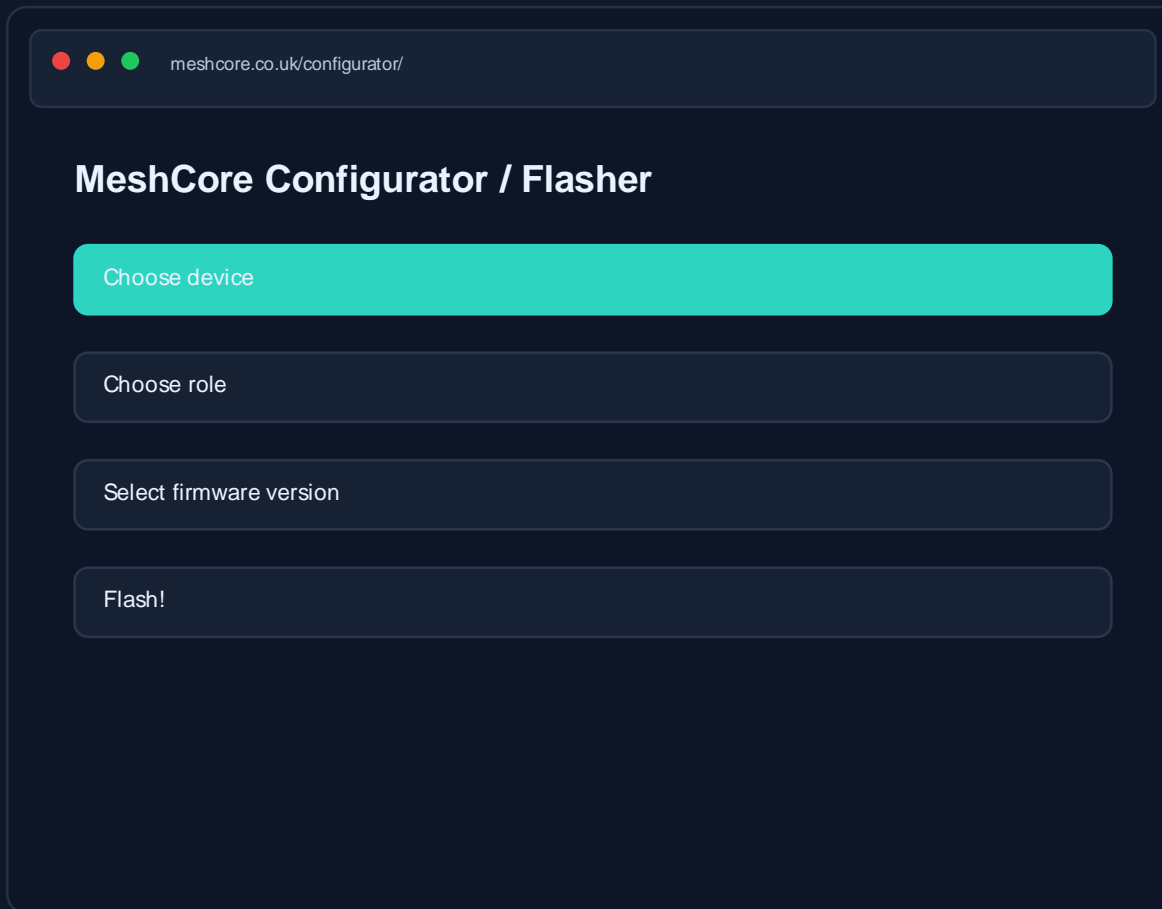 meshcore.co.uk/configurator/
MeshCore Configurator / Flasher
Choose device
Choose role
Select firmware version
Flash!